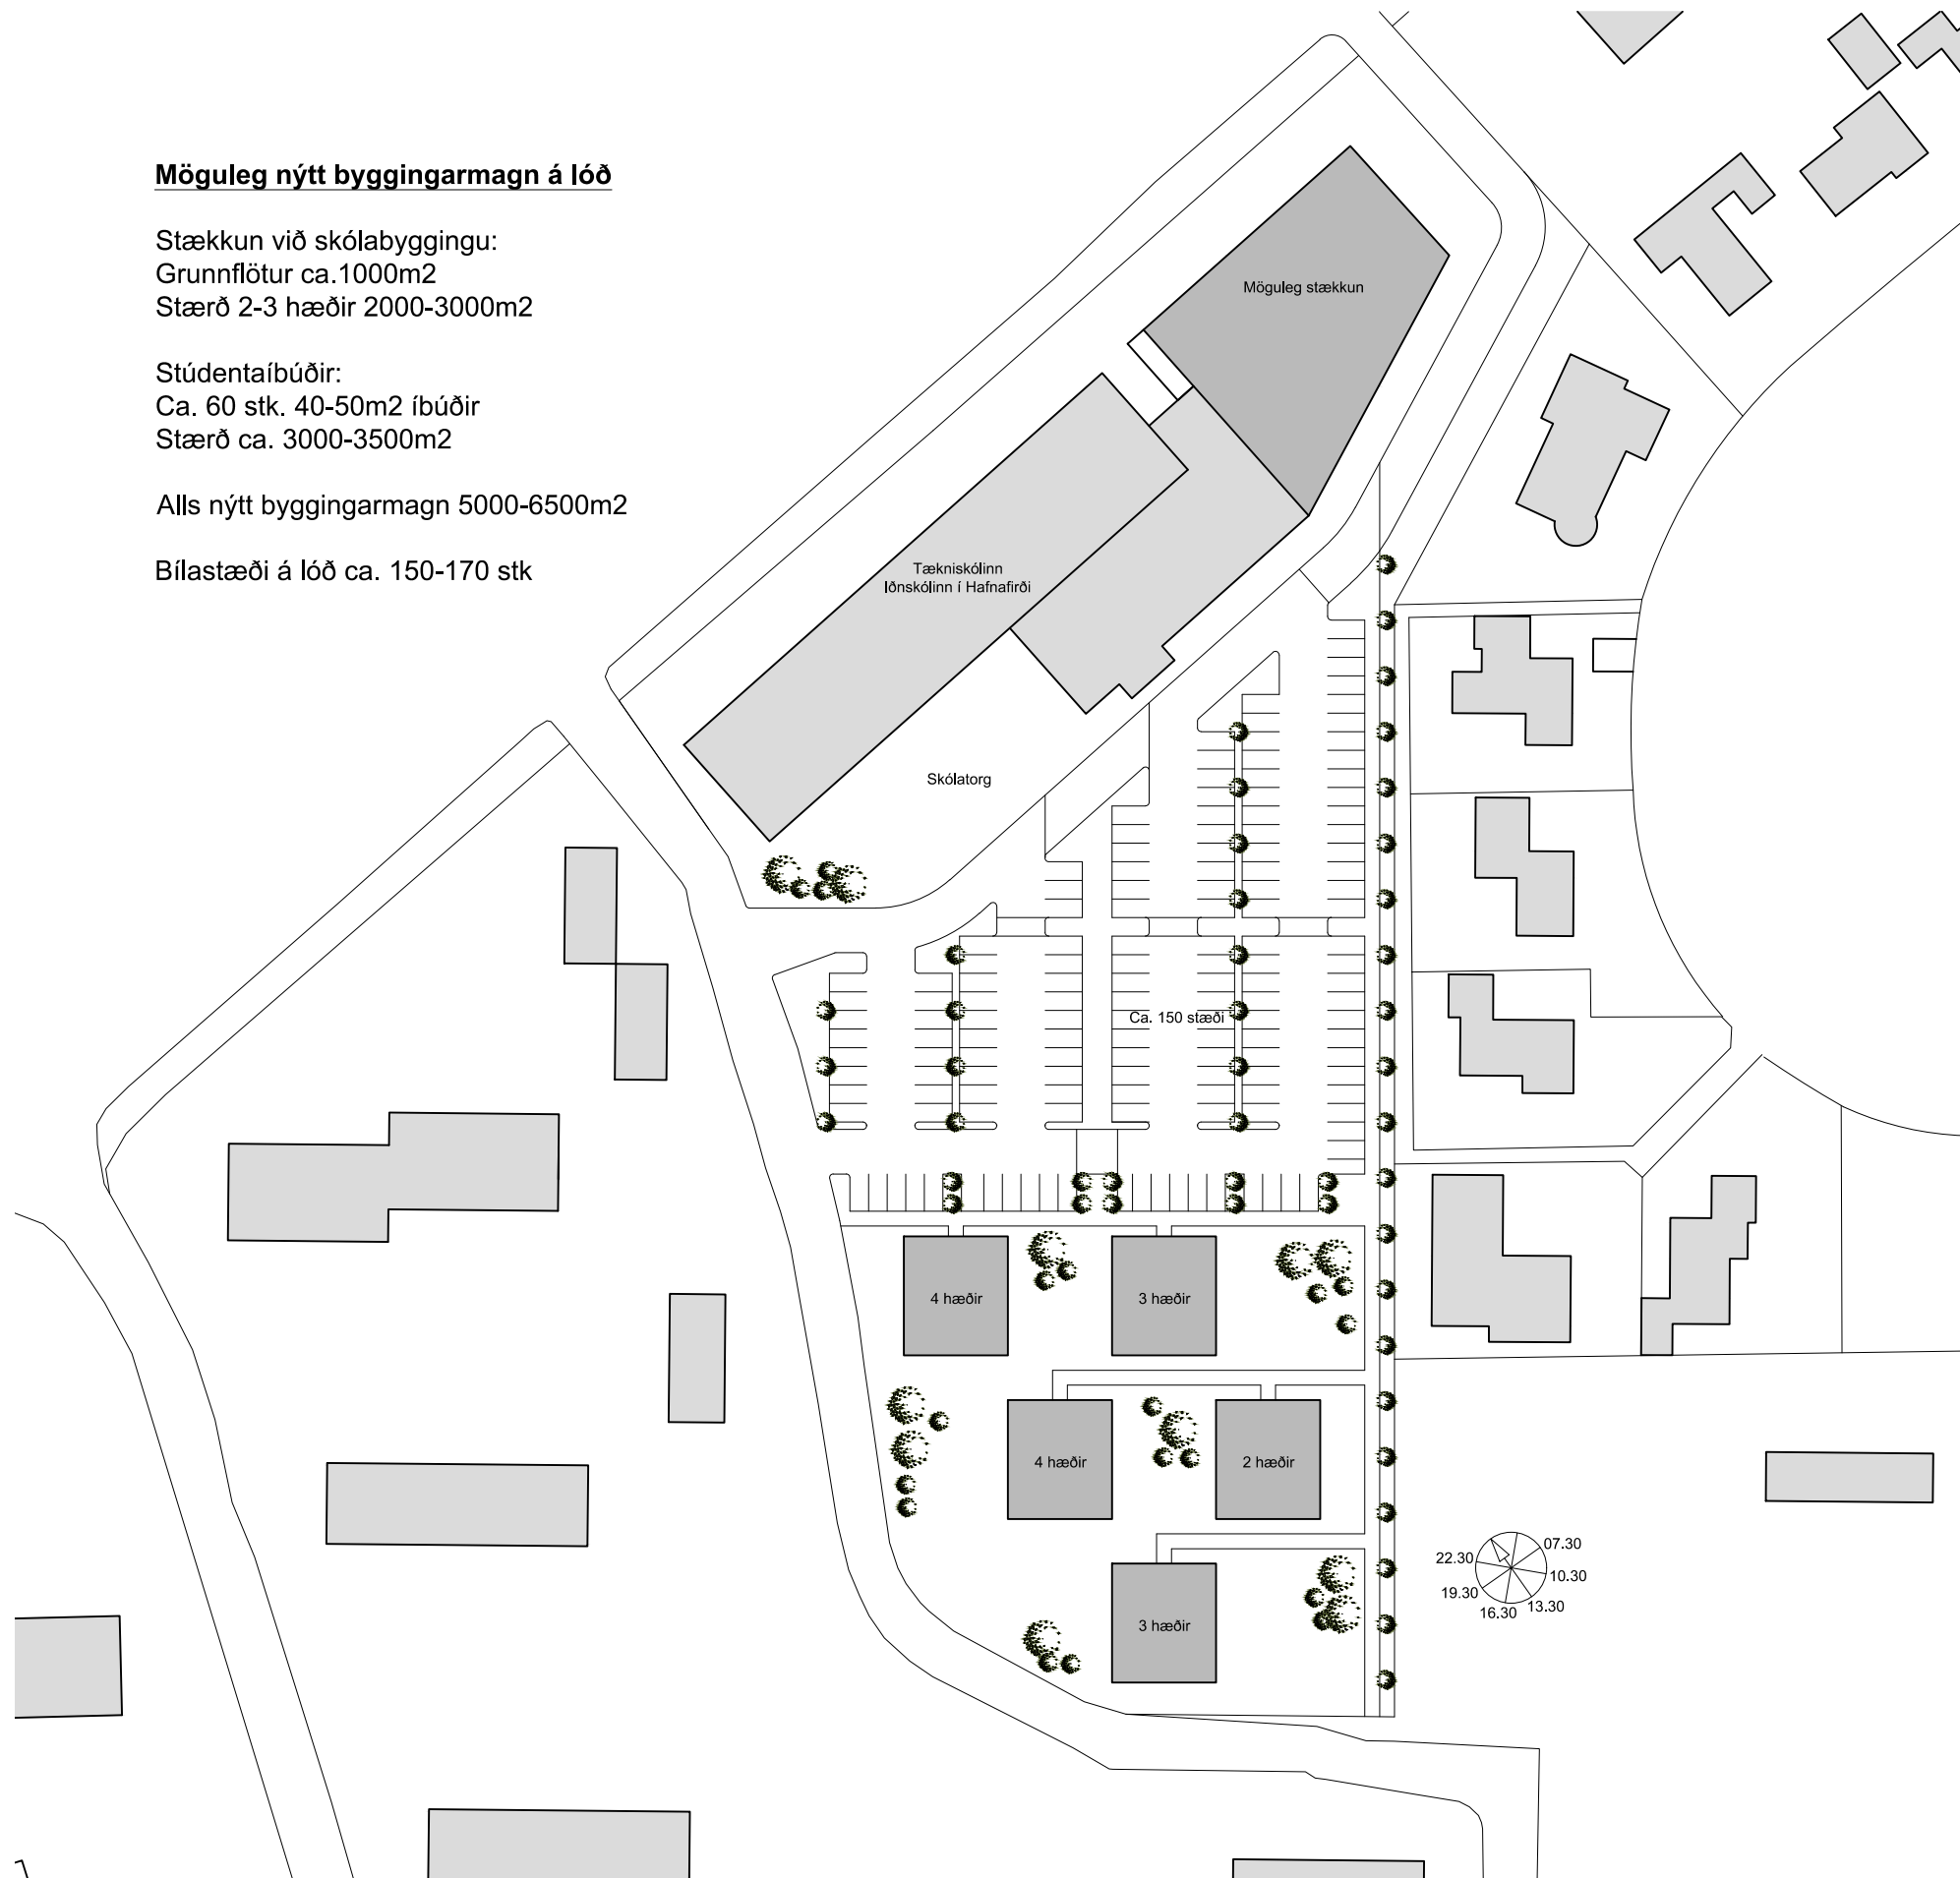 Möguleg nýtt byggingarmagn á lóð
Stækkun við skólabyggingu:
Grunnflötur ca.1000m2
Stærð 2-3 hæðir 2000-3000m2
Stúdentaíbúðir:
Ca. 60 stk. 40-50m2 íbúðir
Stærð ca. 3000-3500m2
Alls nýtt byggingarmagn 5000-6500m2
Bílastæði á lóð ca. 150-170 stk
Möguleg stækkun
Tækniskólinn
Iðnskólinn í Hafnafirði
Skólatorg
Ca. 150 stæði
4 hæðir
3 hæðir
4 hæðir
2 hæðir
3 hæðir
07.30
10.30
13.30
16.30
19.30
22.30